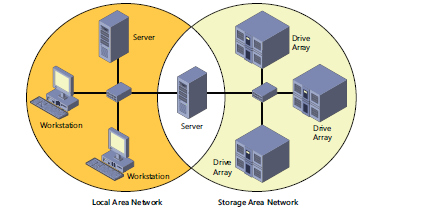 Server
Drive
Array
Workstation
Server
Drive
Array
Drive
Array
Workstation
Local Area Network
Storage Area Network